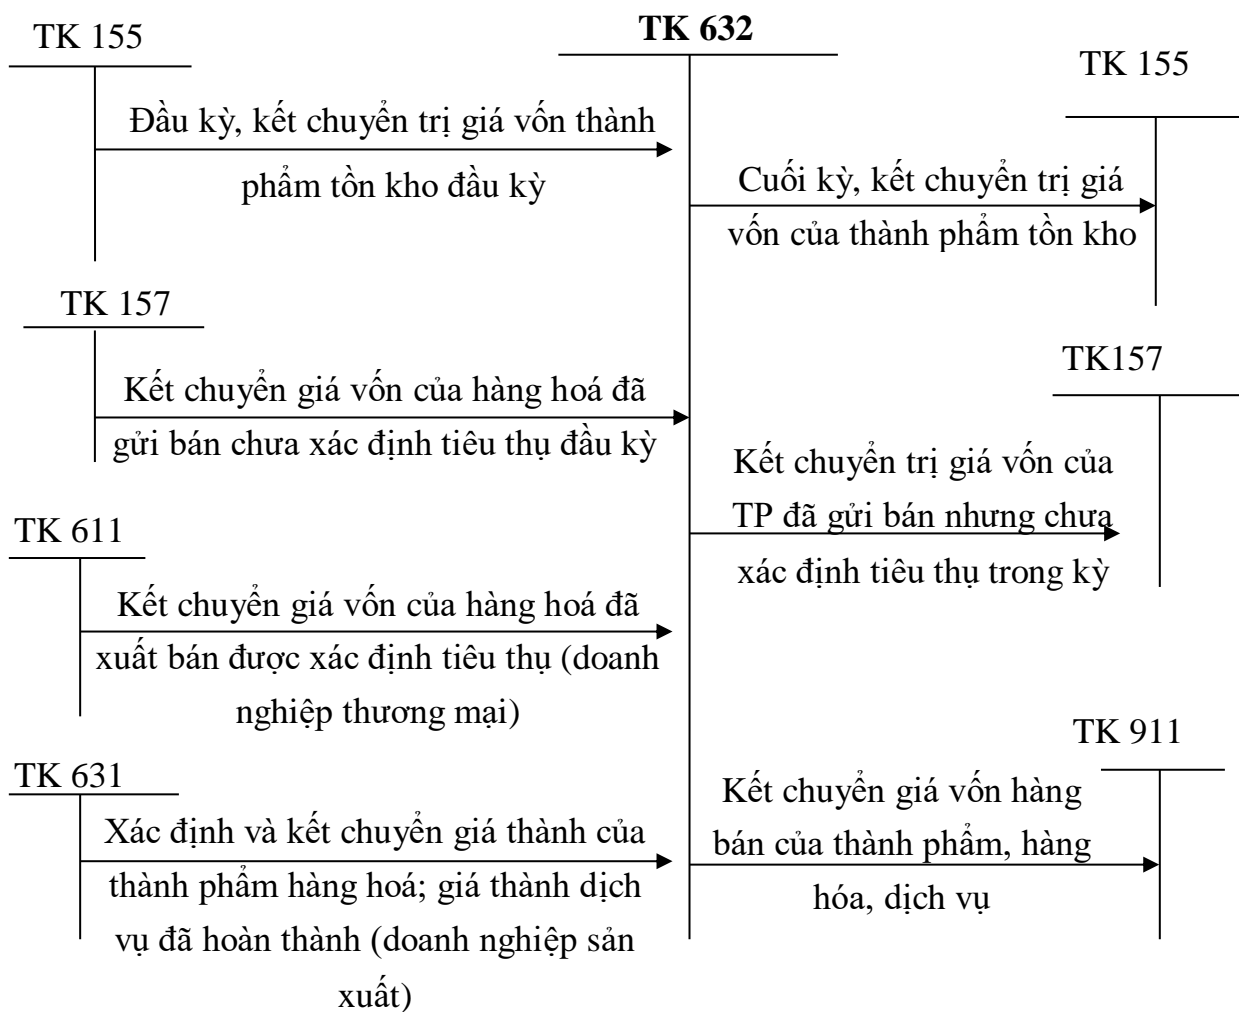 TK 155
TK 632
TK 155
Đầu kỳ, kết chuyển trị giá vốn thành
phẩm tồn kho đầu kỳ
Cuối kỳ, kết chuyển trị giá
vốn của thành phẩm tồn kho
TK 157
TK157
Kết chuyển giá vốn của hàng hoá đã
gửi bán chưa xác định tiêu thụ đầu kỳ
Kết chuyển trị giá vốn của
TP đã gửi bán nhưng chưa
xác định tiêu thụ trong kỳ
TK 611
Kết chuyển giá vốn của hàng hoá đã
xuất bán được xác định tiêu thụ (doanh
nghiệp thương mại)
TK 911
TK 631
Kết chuyển giá vốn hàng
bán của thành phẩm, hàng
hóa, dịch vụ
Xác định và kết chuyển giá thành của
thành phẩm hàng hoá; giá thành dịch
vụ đã hoàn thành (doanh nghiệp sản
xuất)